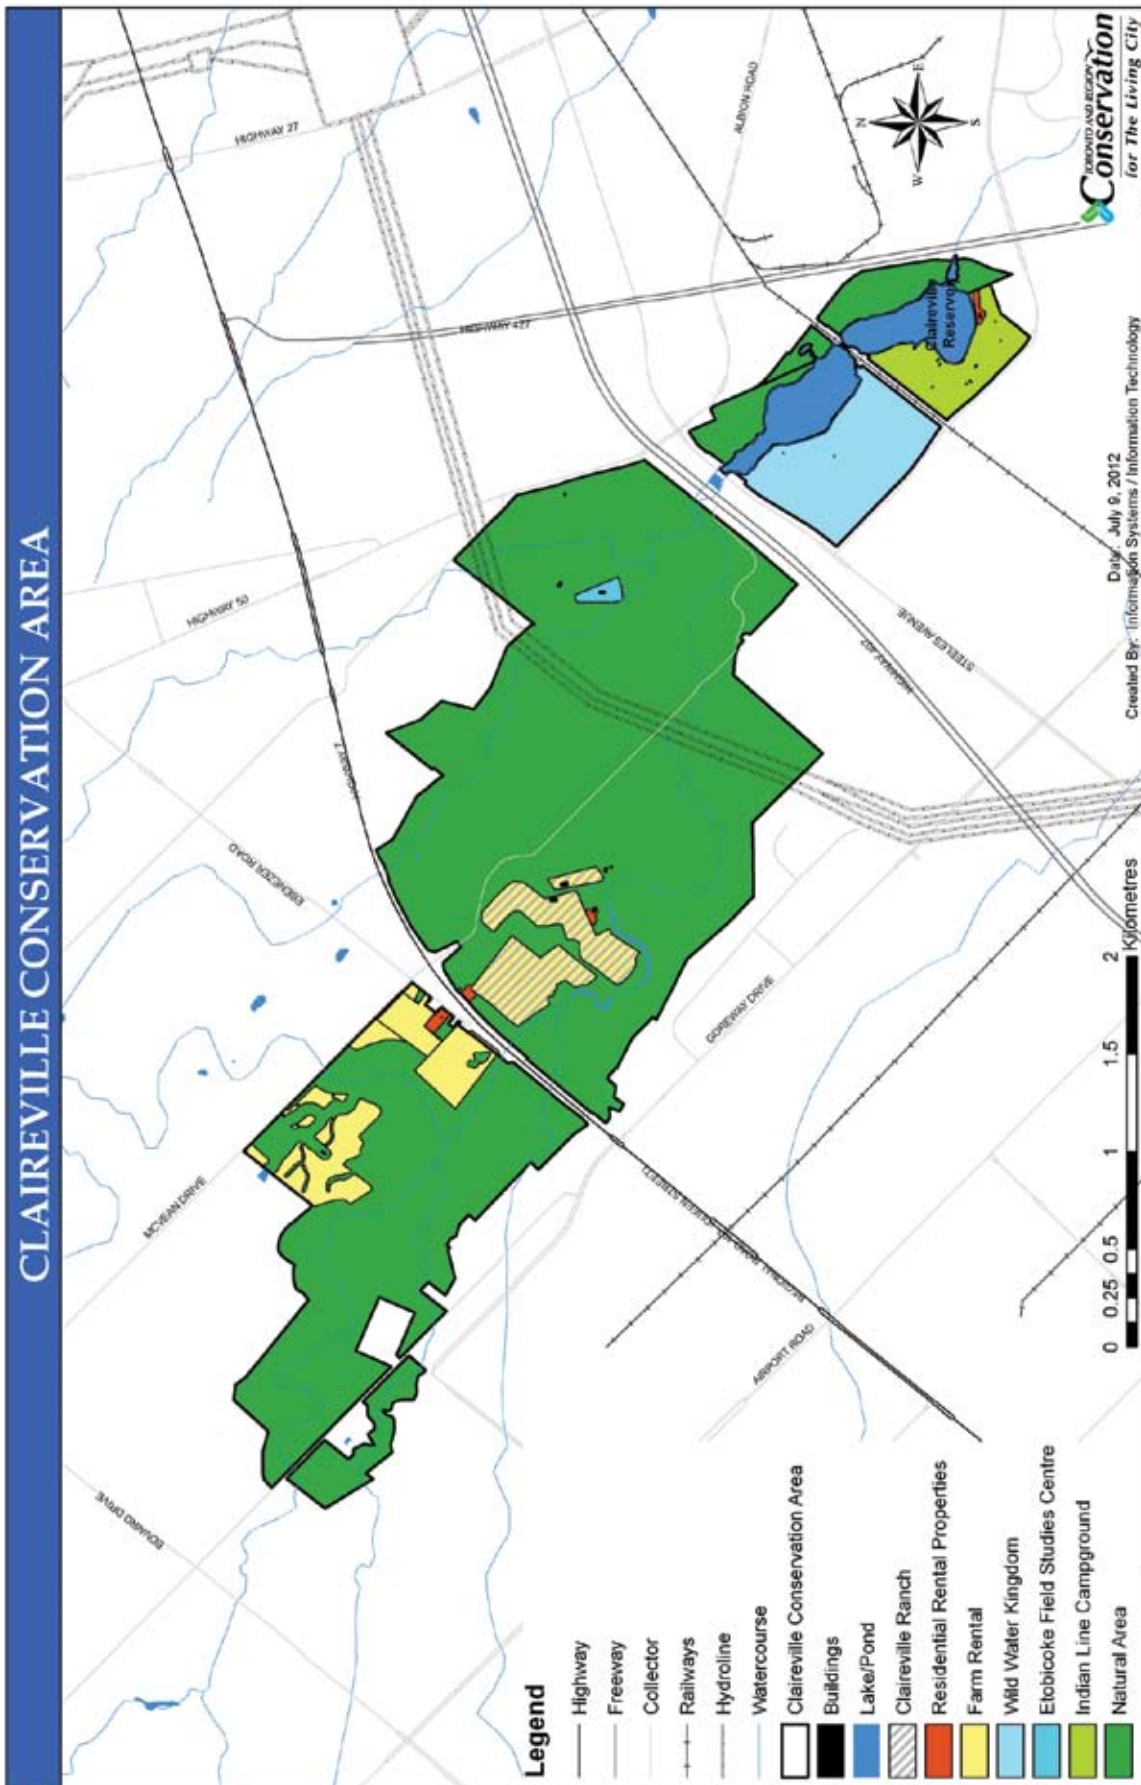 CLAIREVILLE CONSERVATION AREA
HIGHWAY 27
ALBION ROAD
N
E
S
W
HIGHWAY 427
HIGHWAY 50
HIGHWAY 7
EBENEZER ROAD
MCVEAN DRIVE
HIGHWAY 407
STEELES AVENUE
GOREWAY DRIVE
AIRPORT ROAD
Claireville
Reservoir
TORONTO AND REGION
Conservation
for The Living City
Date: July 9, 2012
Created By: Information Systems / Information Technology
0 0.25 0.5 1 1.5 2
Kilometres
Legend
Highway
Freeway
Collector
Railways
Hydroline
Watercourse
Claireville Conservation Area
Buildings
Lake/Pond
Claireville Ranch
Residential Rental Properties
Farm Rental
Wild Water Kingdom
Etobicoke Field Studies Centre
Indian Line Campground
Natural Area